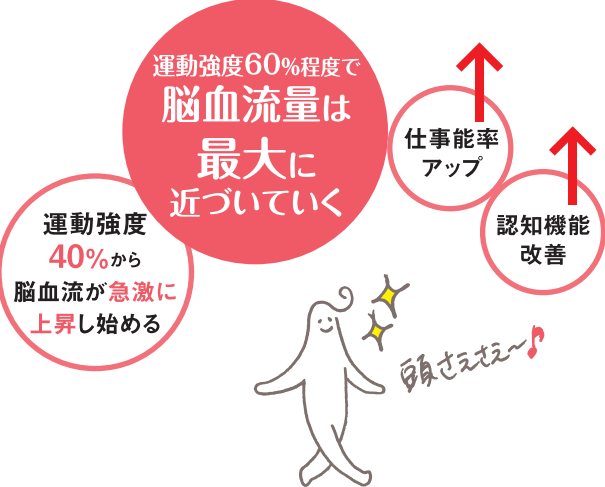 運動強度60%程度で
脳血流量は
最大に
近づいていく
仕事能率
アップ
認知機能
改善
運動強度
40%から
脳血流が急激に
上昇し始める
頭さえさえ〜♪